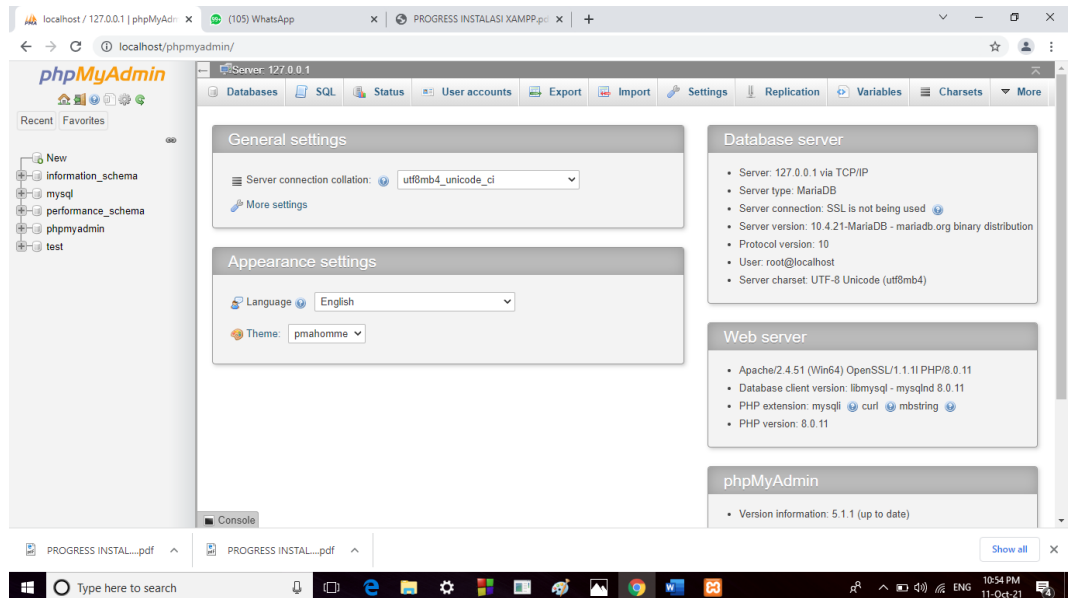 localhost / 127.0.0.1 | phpMyAdm
(105) WhatsApp
PROGRESS INSTALASI XAMPP.pd
localhost/phpmyadmin/
phpMyAdmin
Recent Favorites
New
information_schema
mysql
performance_schema
phpmyadmin
test
Server: 127.0.0.1
Databases SQL Status User accounts Export Import Settings Replication Variables Charsets More
General settings
Server connection collation: utf8mb4_unicode_ci
More settings
Appearance settings
Language English
Theme: pmahomme
Database server
Server: 127.0.0.1 via TCP/IP
Server type: MariaDB
Server connection: SSL is not being used
Server version: 10.4.21-MariaDB - mariadb.org binary distribution
Protocol version: 10
User: root@localhost
Server charset: UTF-8 Unicode (utf8mb4)
Web server
Apache/2.4.51 (Win64) OpenSSL/1.1.1l PHP/8.0.11
Database client version: libmysql - mysqlnd 8.0.11
PHP extension: mysqli curl mbstring
PHP version: 8.0.11
phpMyAdmin
Version information: 5.1.1 (up to date)
Console
PROGRESS INSTAL....pdf
PROGRESS INSTAL....pdf
Show all
Type here to search
ENG
10:54 PM
11-Oct-21